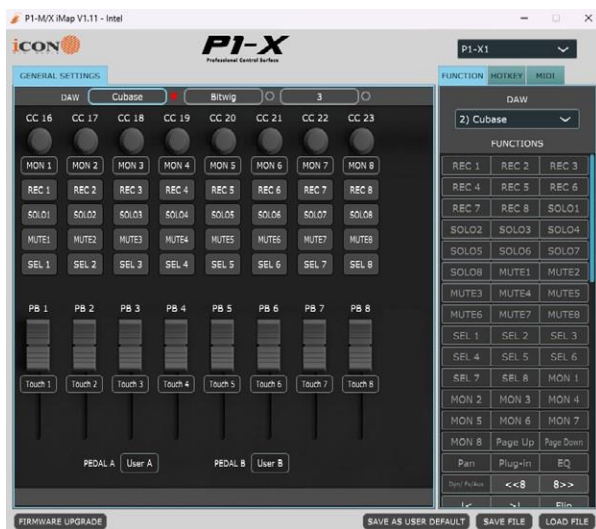 P1-M/X iMap V1.11 - Intel
iCON
P1-X
Professional Control Surface
P1-X1
GENERAL SETTINGS
FUNCTION HOTKEY MIDI
DAW Cubase Bitwig 3
CC 16 CC 17 CC 18 CC 19 CC 20 CC 21 CC 22 CC 23
MON 1 MON 2 MON 3 MON 4 MON 5 MON 6 MON 7 MON 8
REC 1 REC 2 REC 3 REC 4 REC 5 REC 6 REC 7 REC 8
SOLO1 SOLO2 SOLO3 SOLO4 SOLO5 SOLO6 SOLO7 SOLO8
MUTE1 MUTE2 MUTE3 MUTE4 MUTE5 MUTE6 MUTE7 MUTE8
SEL 1 SEL 2 SEL 3 SEL 4 SEL 5 SEL 6 SEL 7 SEL 8
PB 1 PB 2 PB 3 PB 4 PB 5 PB 6 PB 7 PB 8
Touch 1 Touch 2 Touch 3 Touch 4 Touch 5 Touch 6 Touch 7 Touch 8
PEDAL A User A PEDAL B User B
DAW
2) Cubase
FUNCTIONS
REC 1 REC 2 REC 3
REC 4 REC 5 REC 6
REC 7 REC 8 SOLO1
SOLO2 SOLO3 SOLO4
SOLO5 SOLO6 SOLO7
SOLO8 MUTE1 MUTE2
MUTE3 MUTE4 MUTE5
MUTE6 MUTE7 MUTE8
SEL 1 SEL 2 SEL 3
SEL 4 SEL 5 SEL 6
SEL 7 SEL 8 MON 1
MON 2 MON 3 MON 4
MON 5 MON 6 MON 7
MON 8 Page Up Page Down
Pan Plug-in EQ
<<8 8>>
|< >| Flip
FIRMWARE UPGRADE SAVE AS USER DEFAULT SAVE FILE LOAD FILE